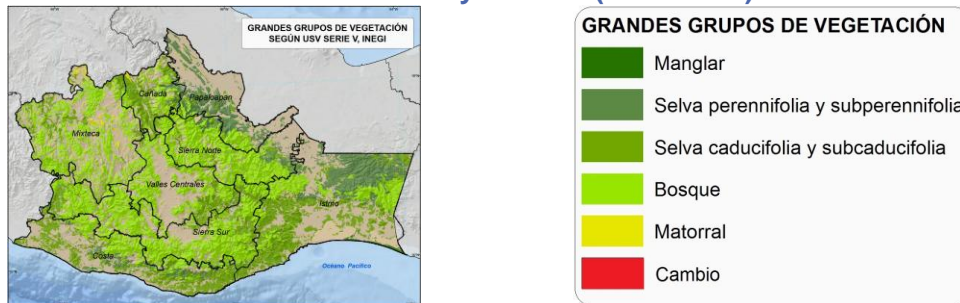 GRANDES GRUPOS DE VEGETACIÓN
SEGÚN USV SERIE V, INEGI
Cañada
Papaloapan
Mixteca
Sierra Norte
Valles Centrales
Istmo
Sierra Sur
Costa
Océano Pacífico
GRANDES GRUPOS DE VEGETACIÓN
Manglar
Selva perennifolia y subperennifolia
Selva caducifolia y subcaducifolia
Bosque
Matorral
Cambio